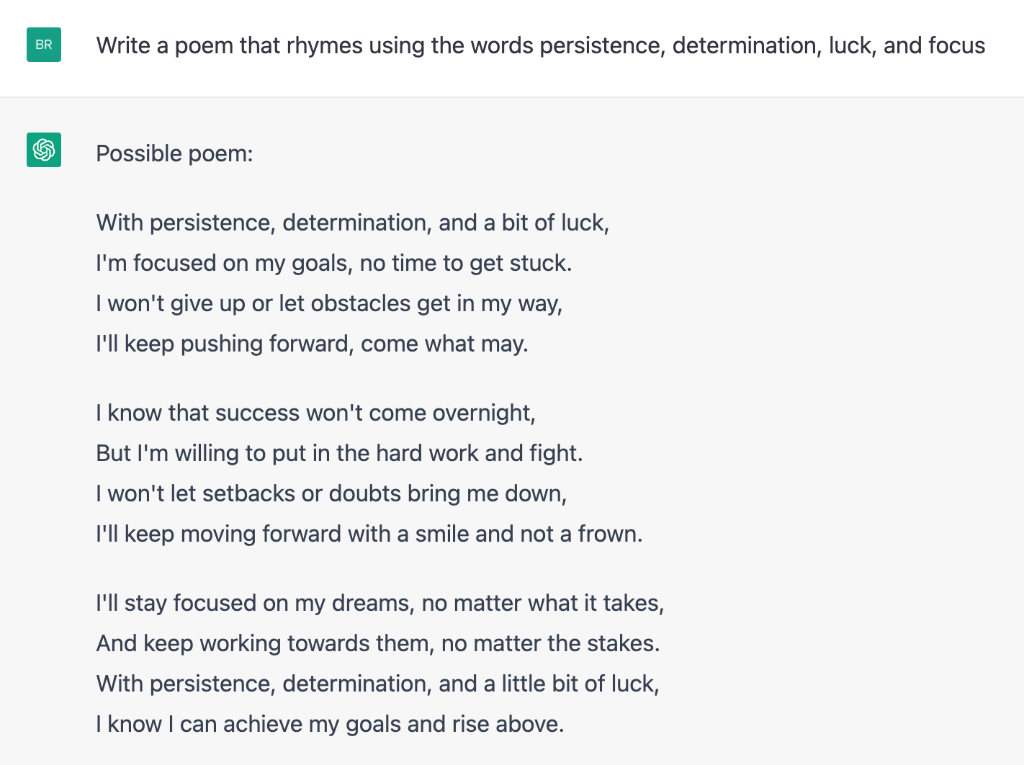 BR
Write a poem that rhymes using the words persistence, determination, luck, and focus
Possible poem:
With persistence, determination, and a bit of luck,
I'm focused on my goals, no time to get stuck.
I won't give up or let obstacles get in my way,
I'll keep pushing forward, come what may.
I know that success won't come overnight,
But I'm willing to put in the hard work and fight.
I won't let setbacks or doubts bring me down,
I'll keep moving forward with a smile and not a frown.
I'll stay focused on my dreams, no matter what it takes,
And keep working towards them, no matter the stakes.
With persistence, determination, and a little bit of luck,
I know I can achieve my goals and rise above.